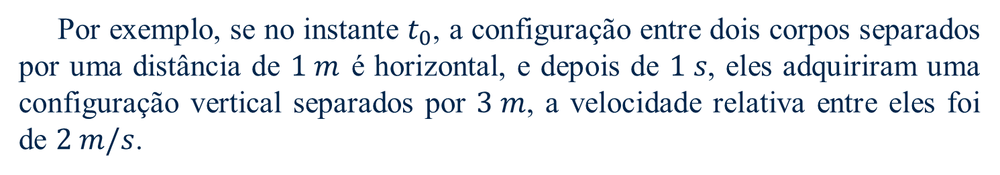 Por exemplo, se no instante t₀, a configuração entre dois corpos separados
por uma distância de 1 m é horizontal, e depois de 1 s, eles adquiriram uma
configuração vertical separados por 3 m, a velocidade relativa entre eles foi
de 2 m/s.